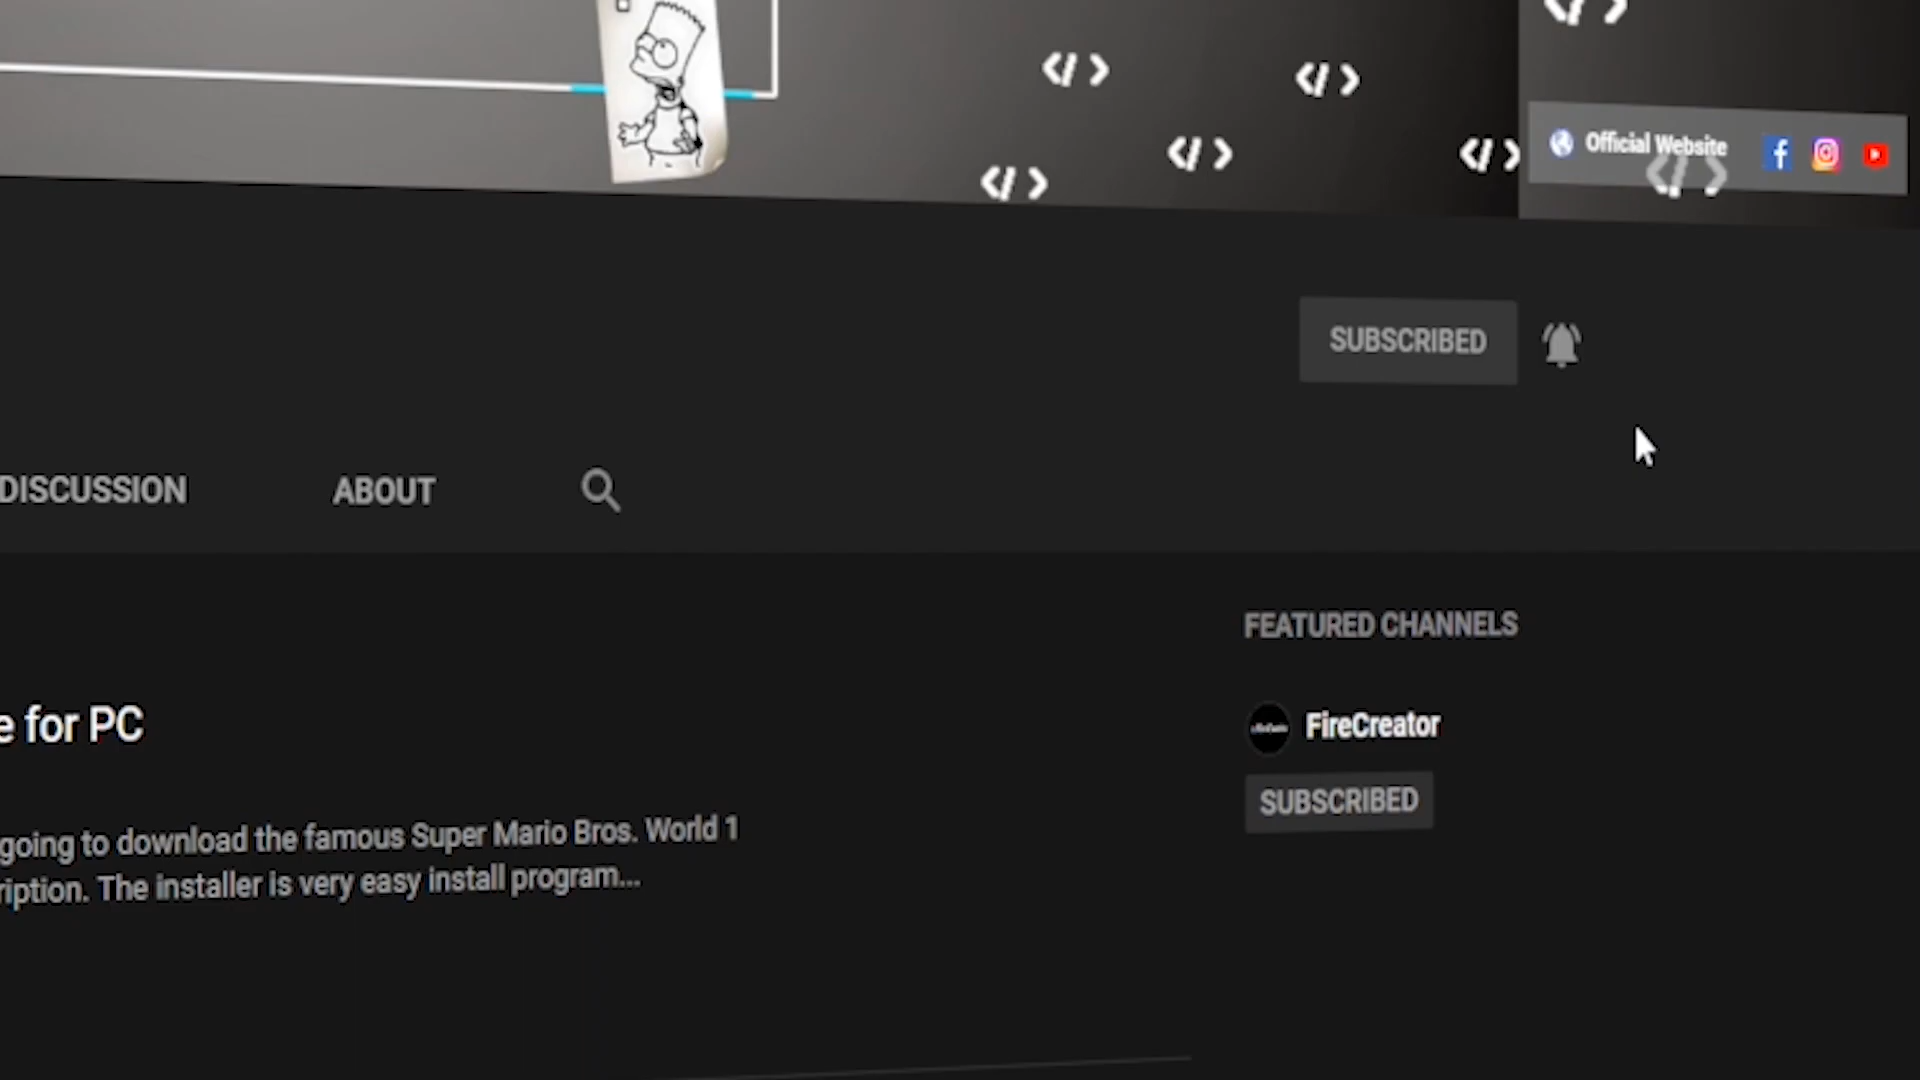 </>
</> </>
Official Website
</> </>
</> </>
SUBSCRIBED
DISCUSSION ABOUT
FEATURED CHANNELS
e for PC
FireCreator
SUBSCRIBED
going to download the famous Super Mario Bros. World 1
ription. The installer is very easy install program...